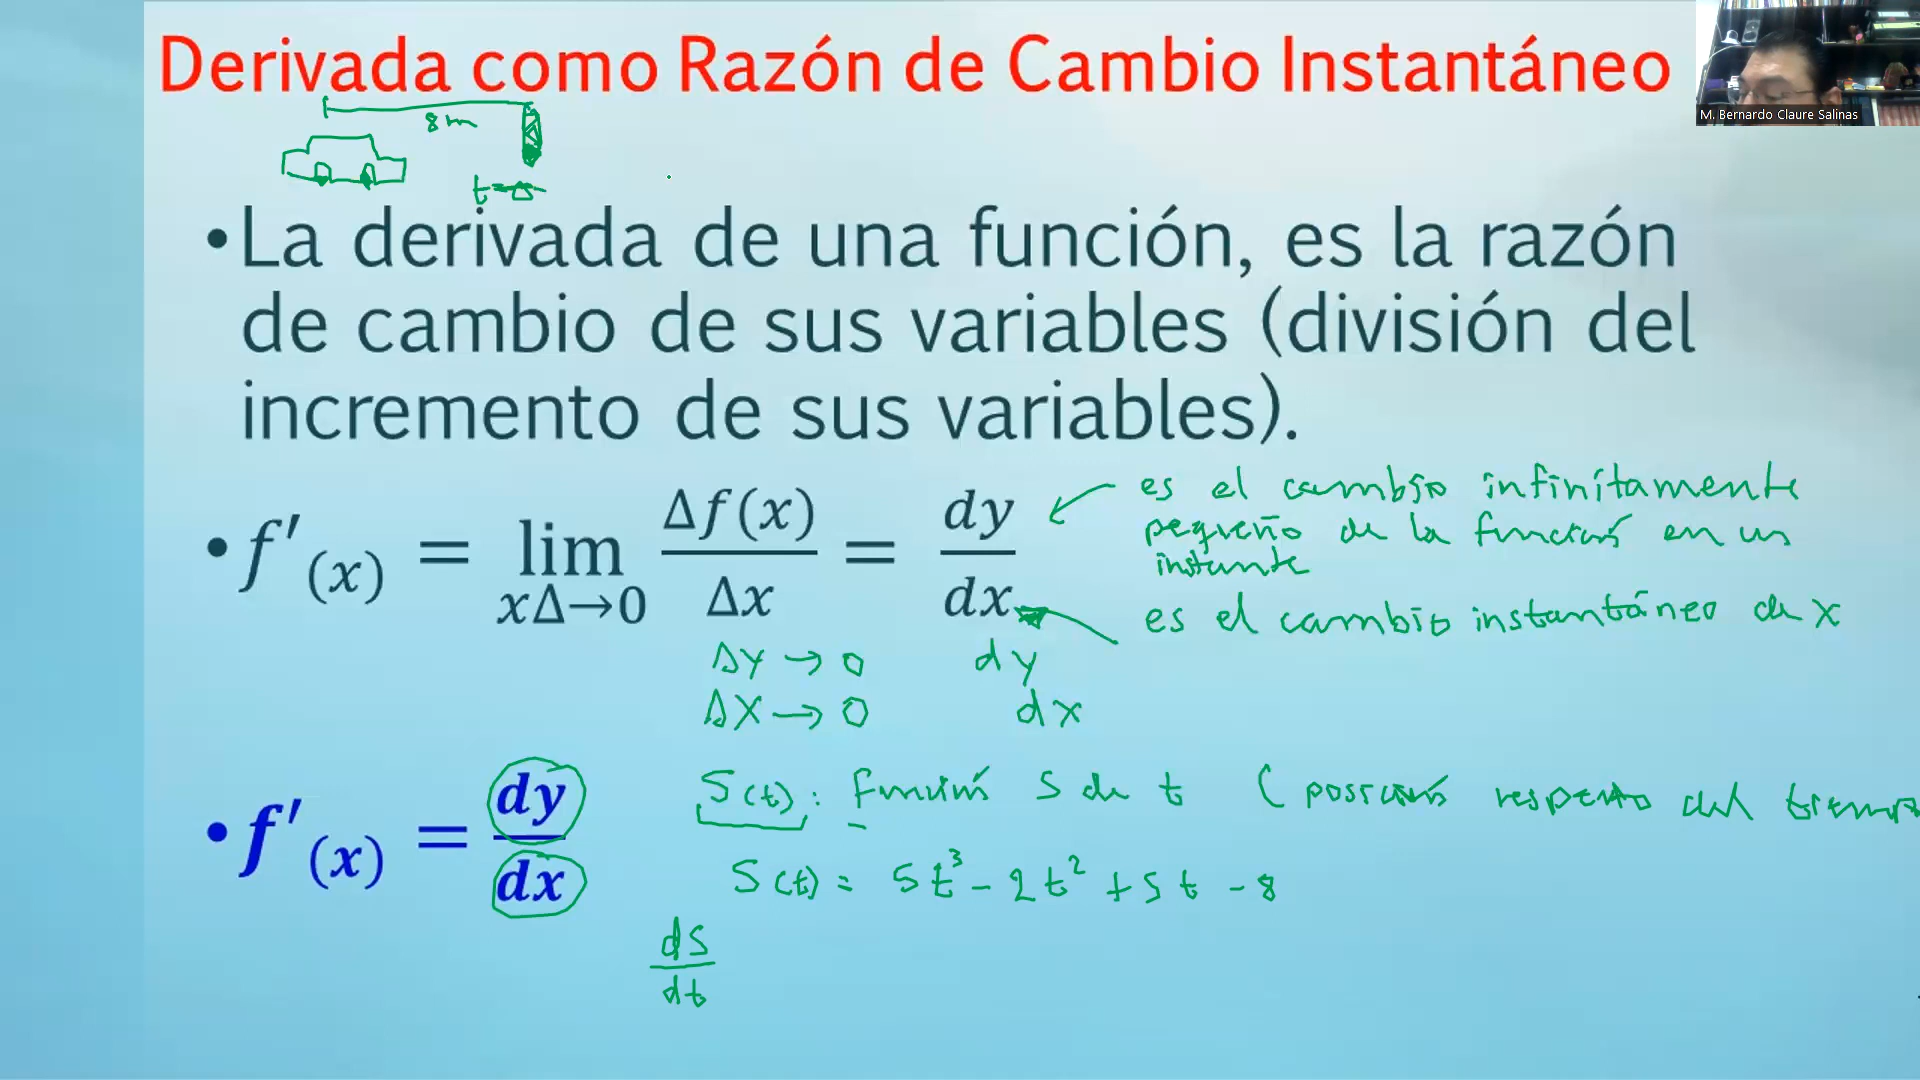 Derivada como Razón de Cambio Instantáneo
M. Bernardo Claure Salinas
8m
•La derivada de una función, es la razón
de cambio de sus variables (división del
incremento de sus variables).
•f'(x) = lim xΔ→0 Δf(x)/Δx = dy/dx
es el cambio infinitamente
pequeño de la función en un
instante
es el cambio instantáneo de x
Δy → 0 dy
Δx → 0 dx
•f'(x) = dy/dx
S(t): función S de t ( posición respecto del tiempo
S(t) = 5t³ - 2t² + 5t - 8
ds/dt